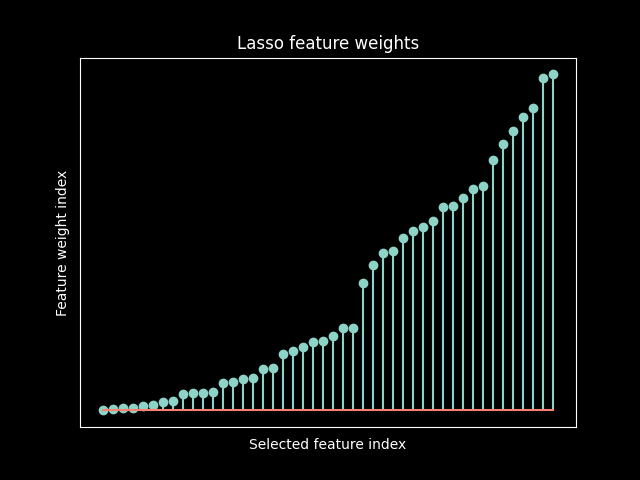 Lasso feature weights
Feature weight index
Selected feature index